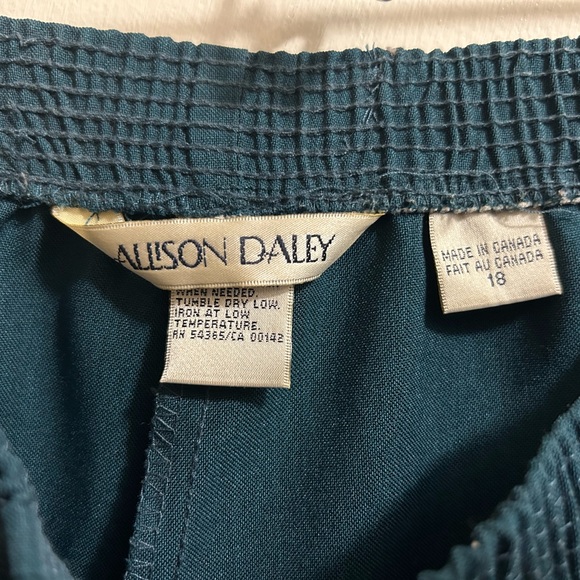 ALLISON DALEY
WHEN NEEDED.
TUMBLE DRY LOW.
IRON AT LOW
TEMPERATURE.
RN 54365/CA 00142
MADE IN CANADA
FAIT AU CANADA
18